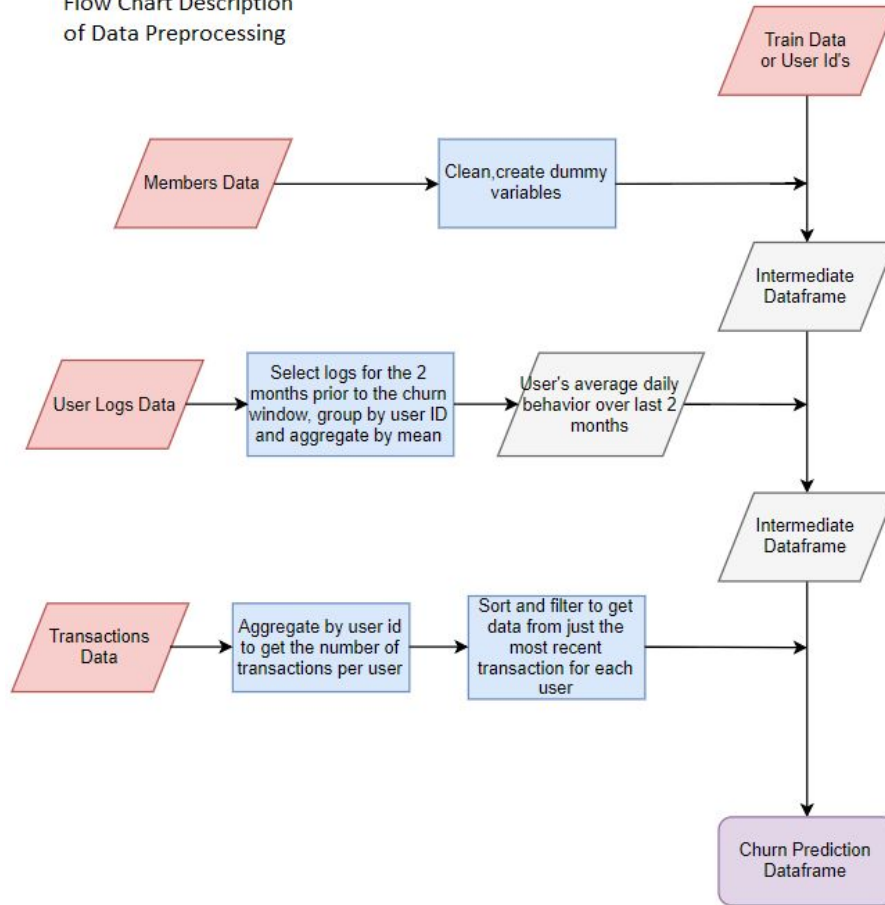 Flow Chart Description
of Data Preprocessing
Train Data
or User Id's
Members Data
Clean,create dummy
variables
Intermediate
Dataframe
User Logs Data
Select logs for the 2
months prior to the churn
window, group by user ID
and aggregate by mean
User's average daily
behavior over last 2
months
Intermediate
Dataframe
Transactions
Data
Aggregate by user id
to get the number of
transactions per user
Sort and filter to get
data from just the
most recent
transaction for each
user
Churn Prediction
Dataframe